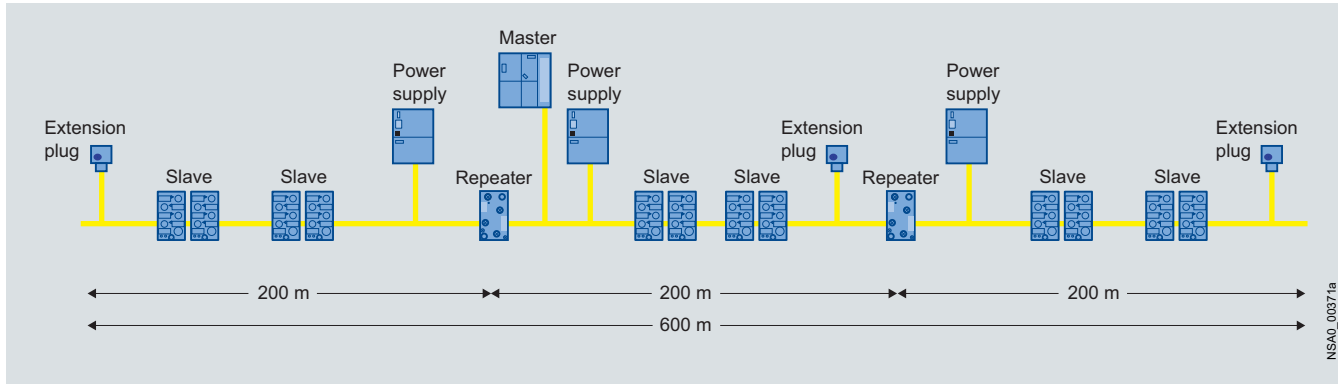 Master
Power
supply
Power
supply
Power
supply
Extension
plug
Extension
plug
Extension
plug
Slave
Slave
Repeater
Slave
Slave
Repeater
Slave
Slave
200 m
200 m
200 m
600 m
NSA0_00371a